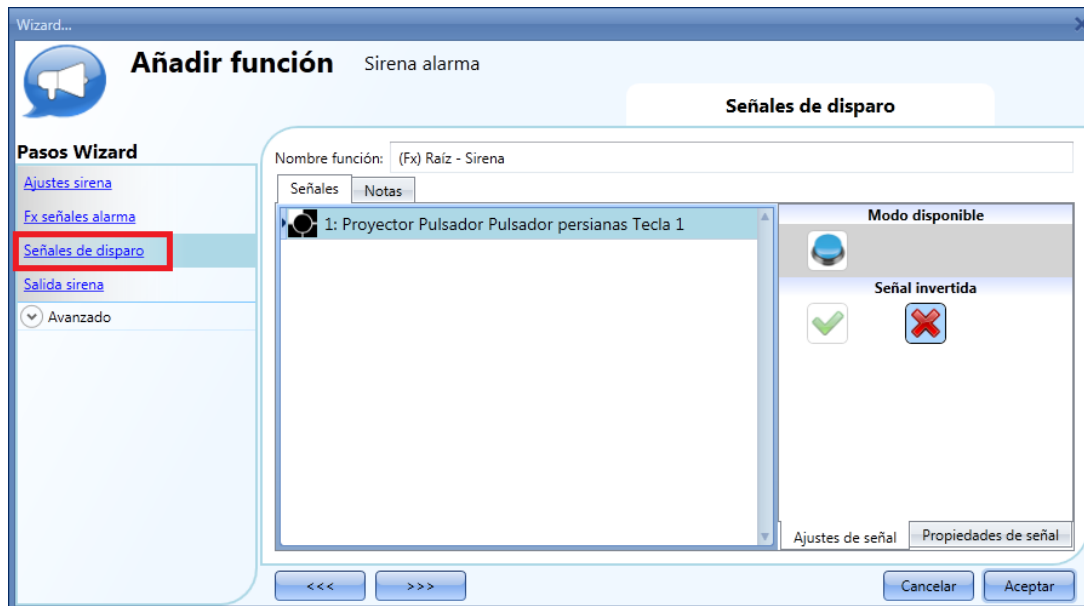 Wizard...
Añadir función
Sirena alarma
Señales de disparo
Pasos Wizard
Ajustes sirena
Fx señales alarma
Señales de disparo
Salida sirena
Avanzado
Nombre función:
(Fx) Raíz - Sirena
Señales
Notas
1: Proyector Pulsador Pulsador persianas Tecla 1
Modo disponible
Señal invertida
Ajustes de señal
Propiedades de señal
<<<
>>>
Cancelar
Aceptar